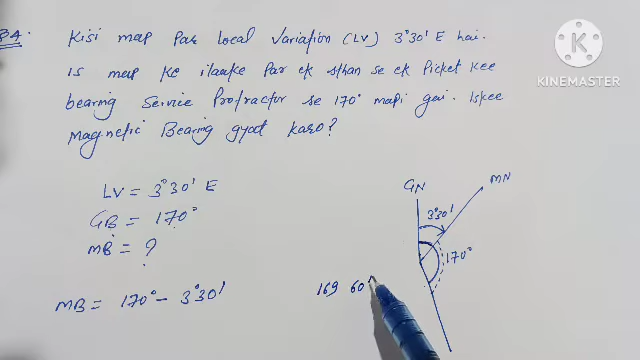 84. Kisi map par Local Variation (LV) 3°30' E hai.
is map ke ilaake Par ek sthan se ek Picket kee
bearing Service Protractor se 170° mapi gai. Iskee
Magnetic Bearing gyat karo?
K
KINEMASTER
LV = 3°30' E
GB = 170°
MB = ?
MB = 170° - 3°30'
169 60
GN
MN
3°30'
170°